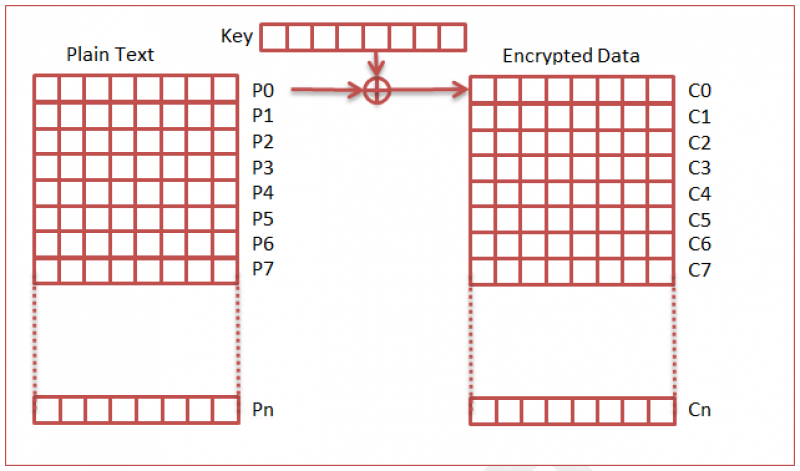 Key
Plain Text
Encrypted Data
P0 C0
P1 C1
P2 C2
P3 C3
P4 C4
P5 C5
P6 C6
P7 C7
Pn Cn